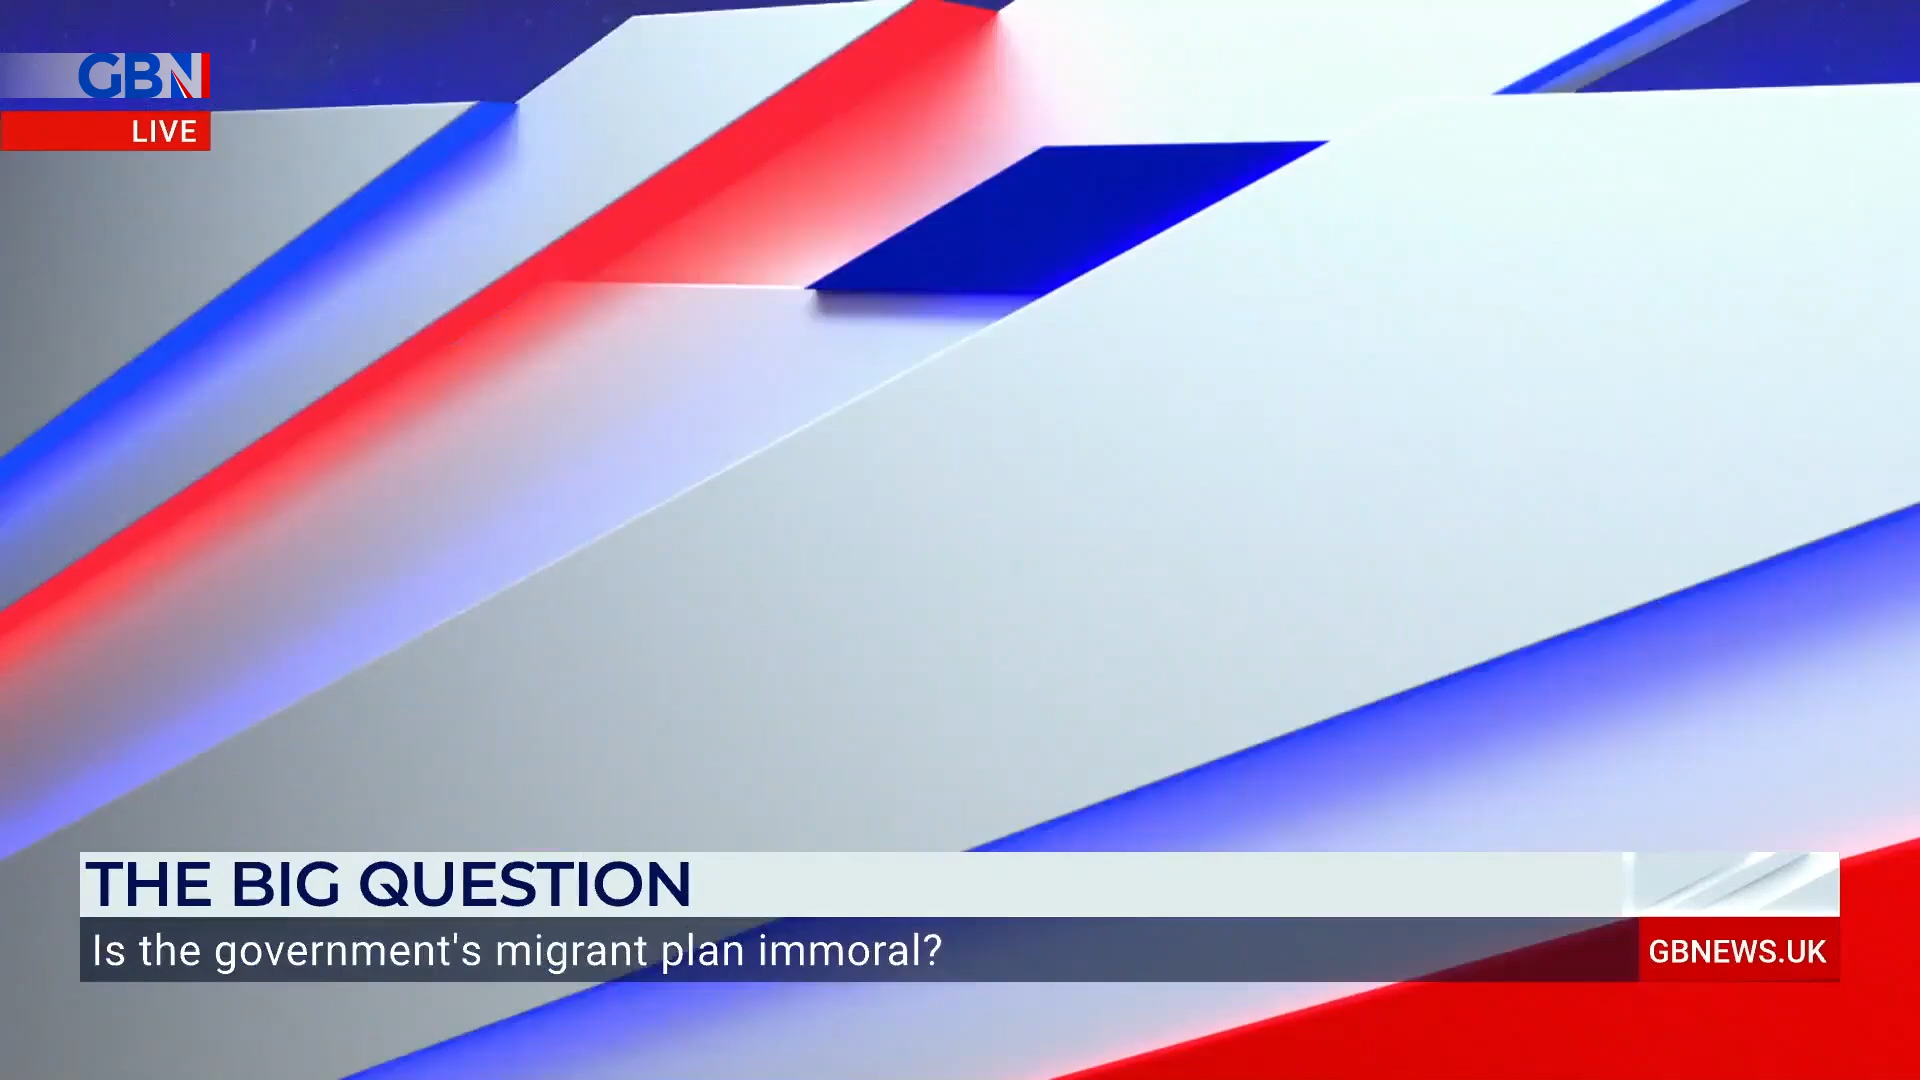 GBN
LIVE
THE BIG QUESTION
Is the government's migrant plan immoral?
GBNEWS.UK